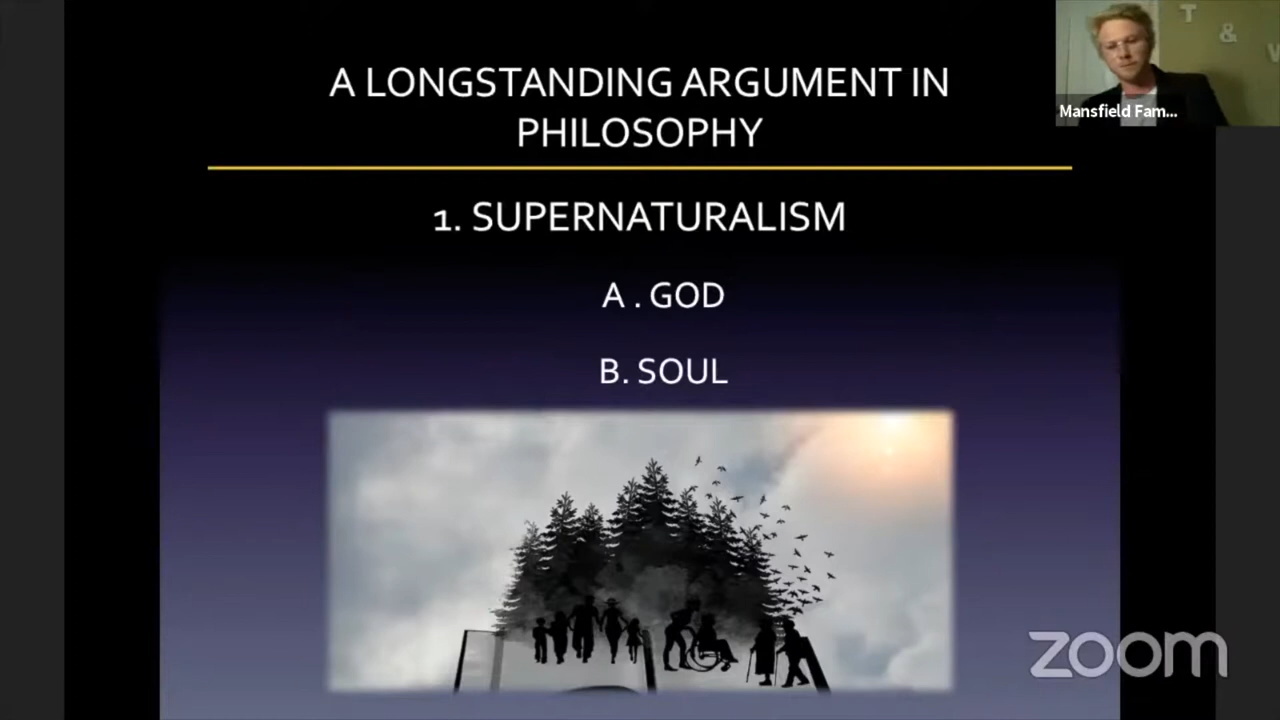 A LONGSTANDING ARGUMENT IN
PHILOSOPHY
1. SUPERNATURALISM
A . GOD
B. SOUL
T
&
Mansfield Fam...
zoom